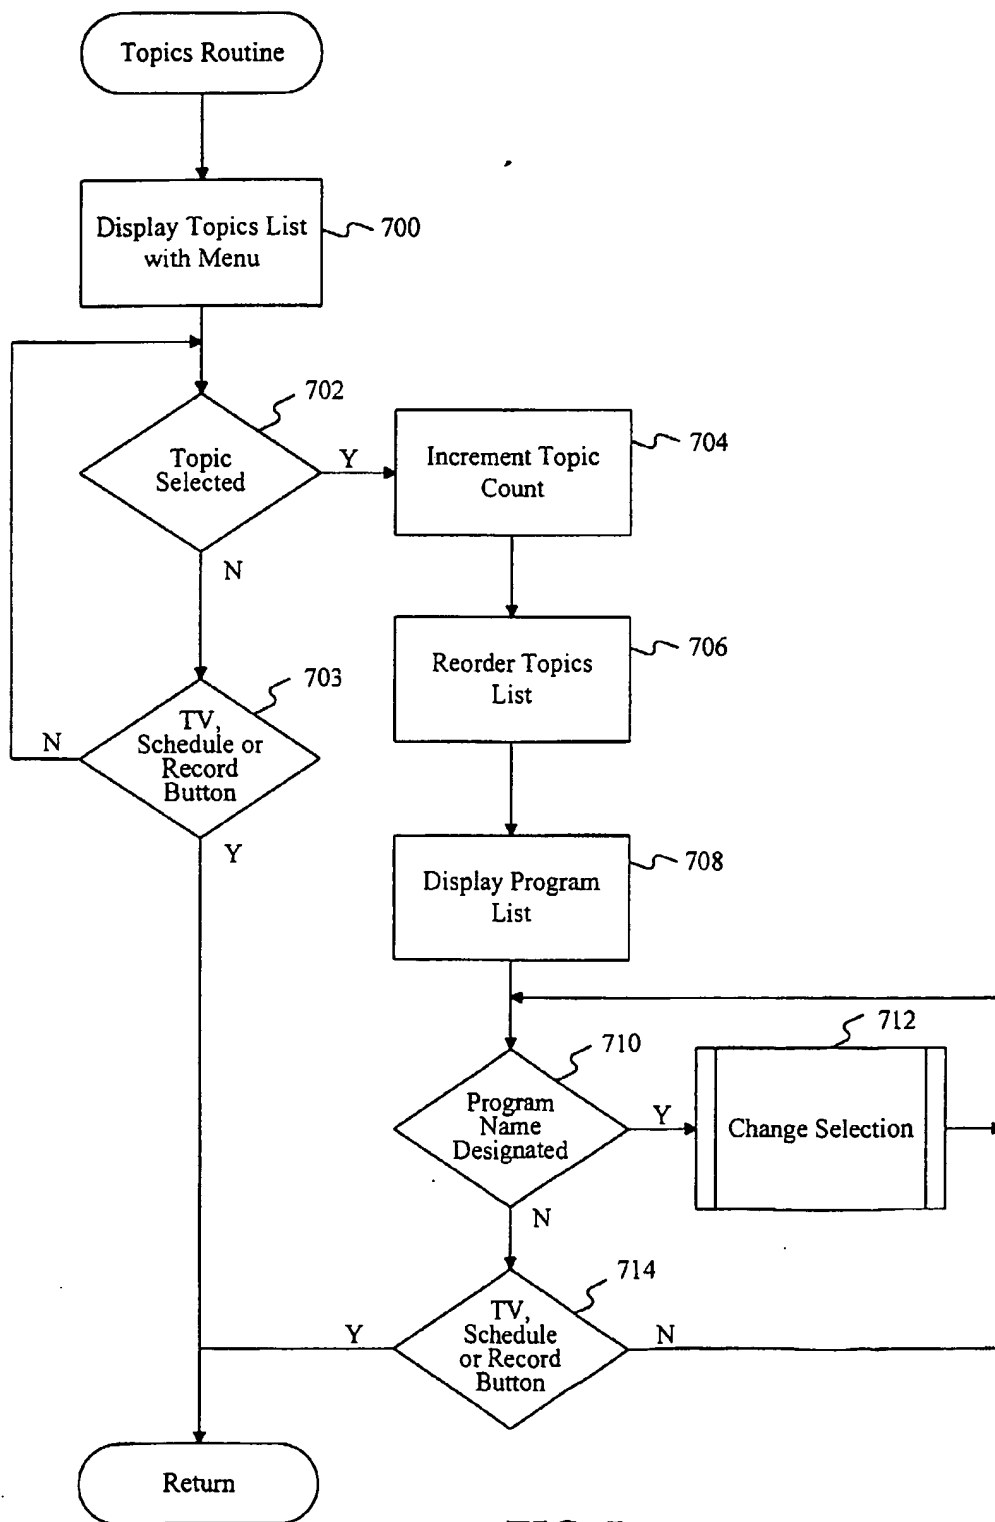 Topics Routine
Display Topics List
with Menu
700
702
Topic
Selected
Y
Increment Topic
Count
704
N
Reorder Topics
List
706
703
TV,
Schedule or
Record
Button
N
Y
Display Program
List
708
710
Program
Name
Designated
Y
712
Change Selection
N
714
TV,
Schedule
or Record
Button
Y
N
Return